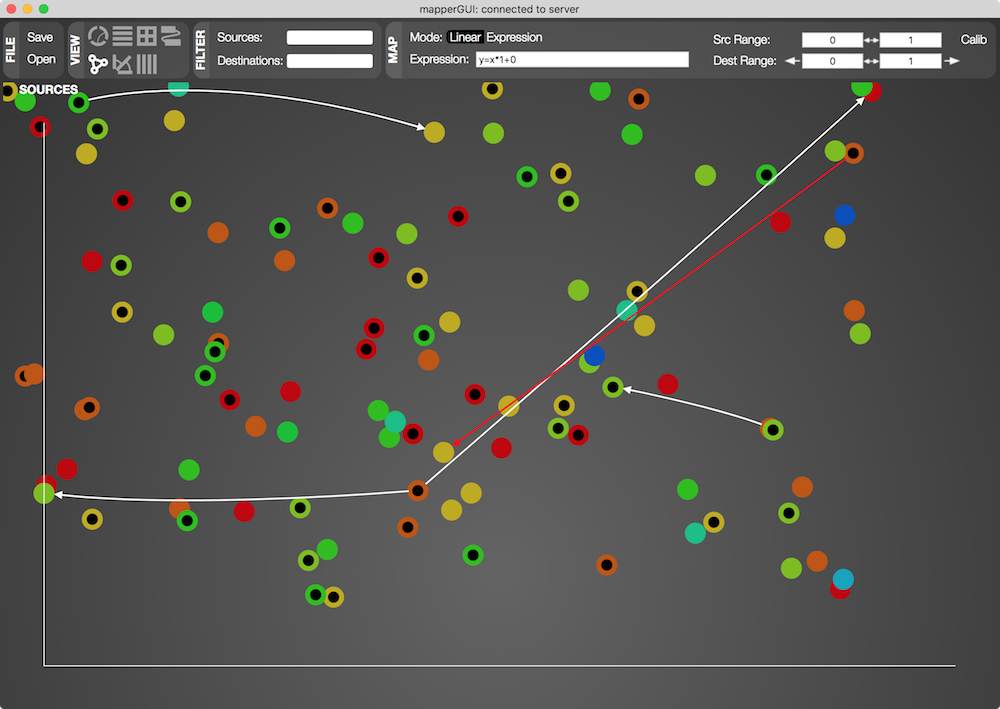 mapperGUI: connected to server
FILE
Save
Open
VIEW
FILTER
Sources:
Destinations:
MAP
Mode: Linear Expression
Expression: y=x*1+0
Src Range: 0 1 Calib
Dest Range: 0 1
SOURCES